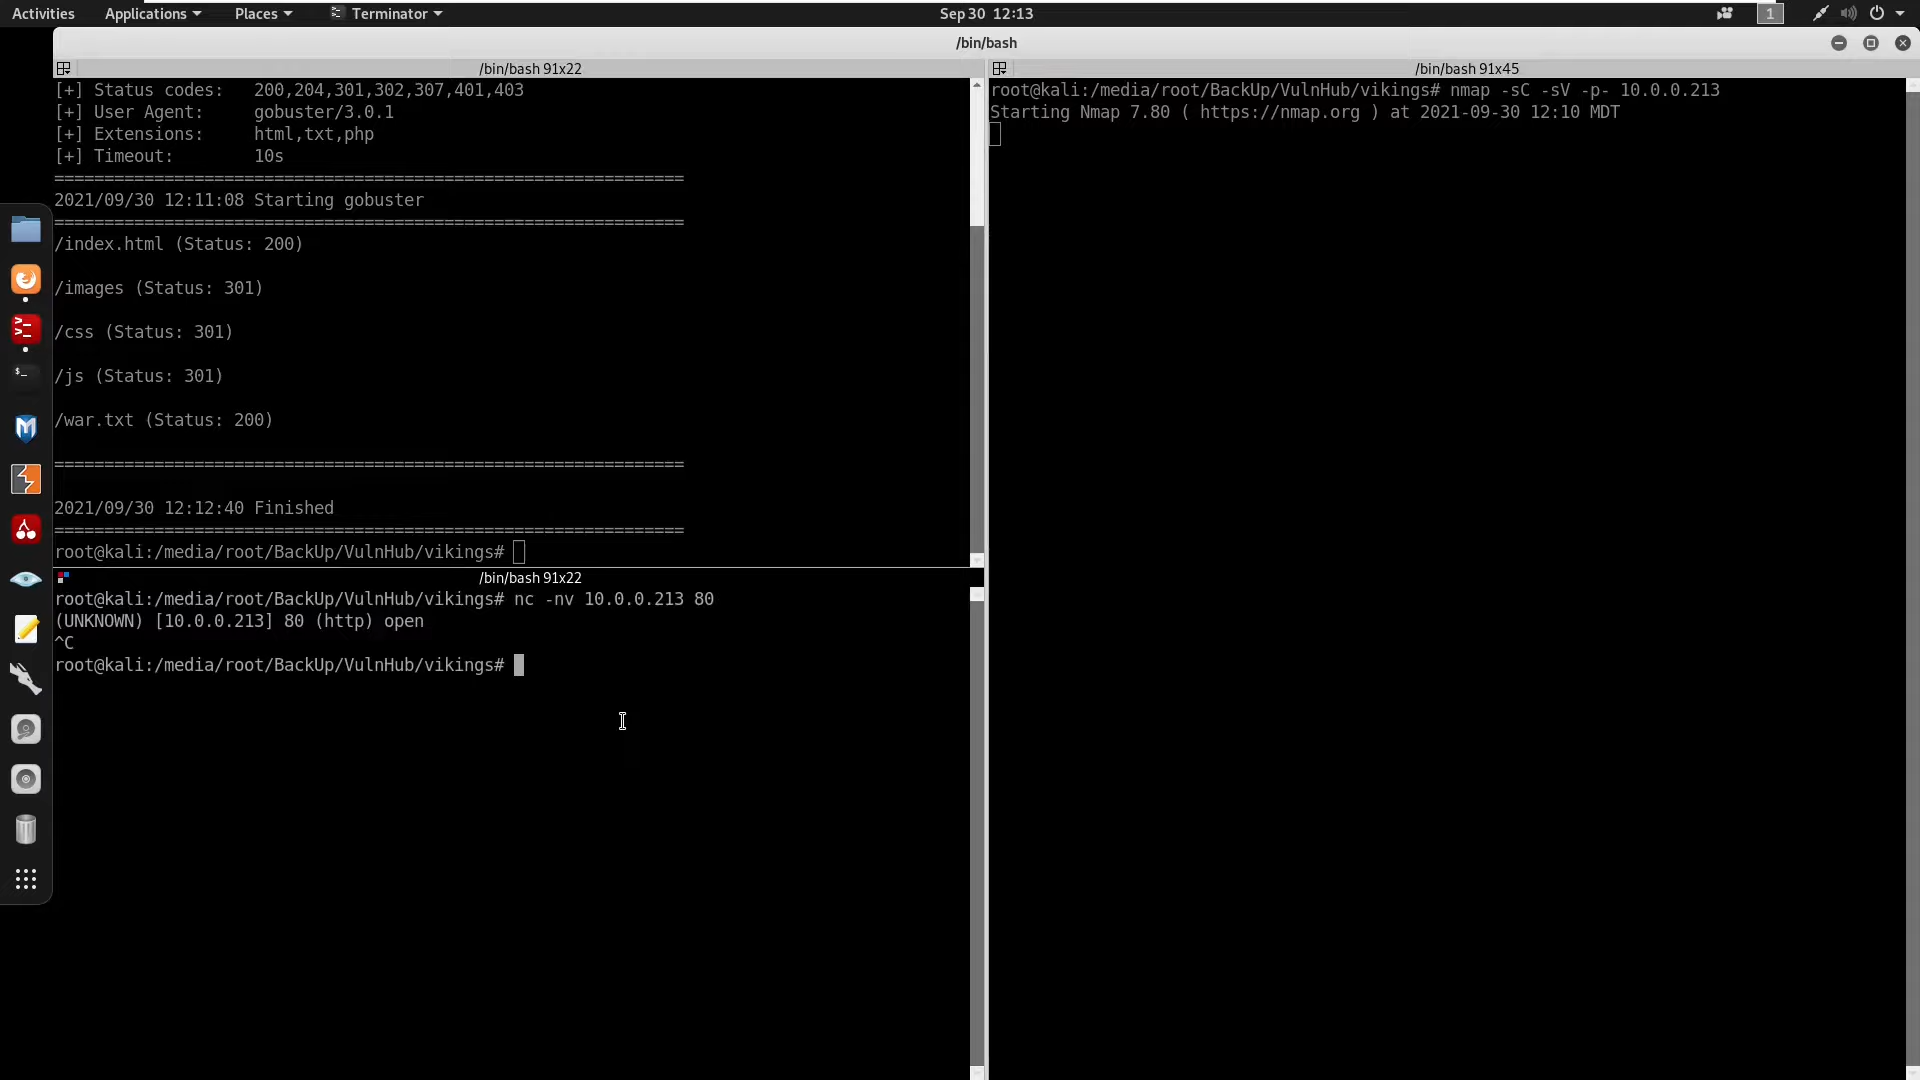 Activities Applications Places Terminator Sep 30 12:13 1
/bin/bash
/bin/bash 91x22
[+] Status codes:   200,204,301,302,307,401,403
[+] User Agent:     gobuster/3.0.1
[+] Extensions:     html,txt,php
[+] Timeout:        10s
===============================================================
2021/09/30 12:11:08 Starting gobuster
===============================================================
/index.html (Status: 200)
/images (Status: 301)
/css (Status: 301)
/js (Status: 301)
/war.txt (Status: 200)
===============================================================
2021/09/30 12:12:40 Finished
===============================================================
root@kali:/media/root/BackUp/VulnHub/vikings#
/bin/bash 91x22
root@kali:/media/root/BackUp/VulnHub/vikings# nc -nv 10.0.0.213 80
(UNKNOWN) [10.0.0.213] 80 (http) open
^C
root@kali:/media/root/BackUp/VulnHub/vikings#
/bin/bash 91x45
root@kali:/media/root/BackUp/VulnHub/vikings# nmap -sC -sV -p- 10.0.0.213
Starting Nmap 7.80 ( https://nmap.org ) at 2021-09-30 12:10 MDT